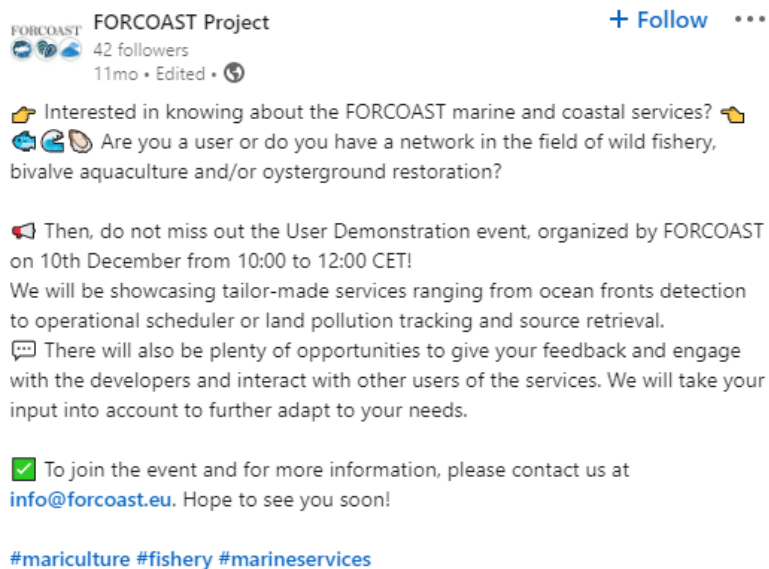 FORCOAST
FORCOAST Project
+ Follow
42 followers
11mo • Edited •
👉 Interested in knowing about the FORCOAST marine and coastal services? 👈
🐟🌊🦪 Are you a user or do you have a network in the field of wild fishery,
bivalve aquaculture and/or oysterground restoration?
📢 Then, do not miss out the User Demonstration event, organized by FORCOAST
on 10th December from 10:00 to 12:00 CET!
We will be showcasing tailor-made services ranging from ocean fronts detection
to operational scheduler or land pollution tracking and source retrieval.
💬 There will also be plenty of opportunities to give your feedback and engage
with the developers and interact with other users of the services. We will take your
input into account to further adapt to your needs.
✅ To join the event and for more information, please contact us at
info@forcoast.eu. Hope to see you soon!
#mariculture #fishery #marineservices